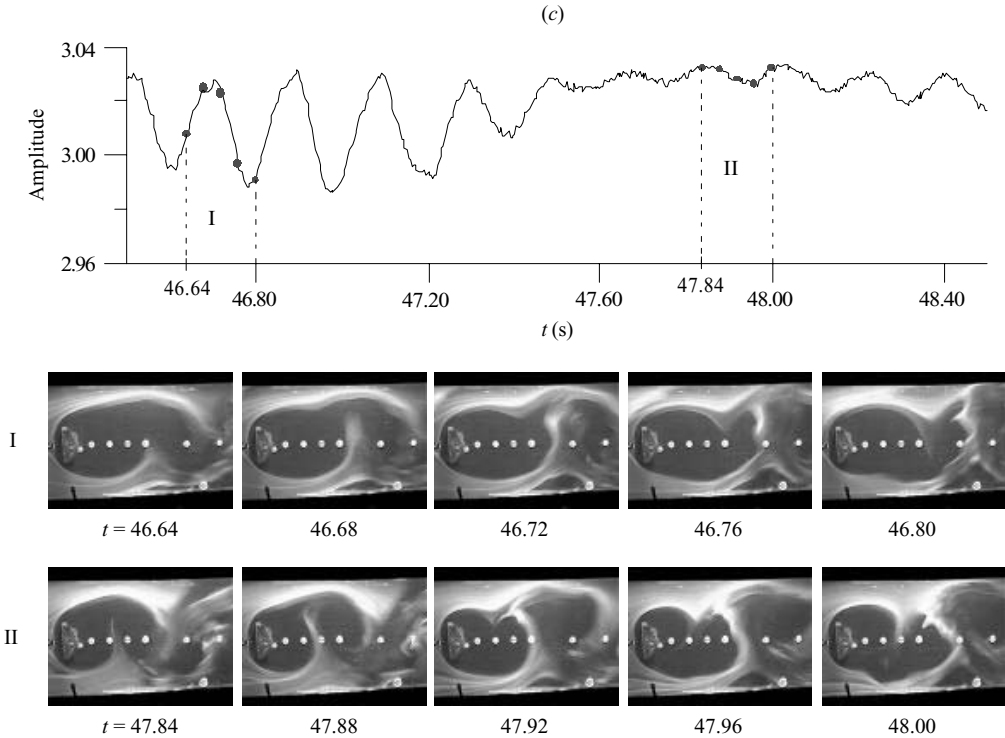 (c)
3.04
3.00
2.96
Amplitude
I
II
46.64
46.80
47.20
47.60
47.84
48.00
48.40
t (s)
I
t = 46.64
46.68
46.72
46.76
46.80
II
t = 47.84
47.88
47.92
47.96
48.00